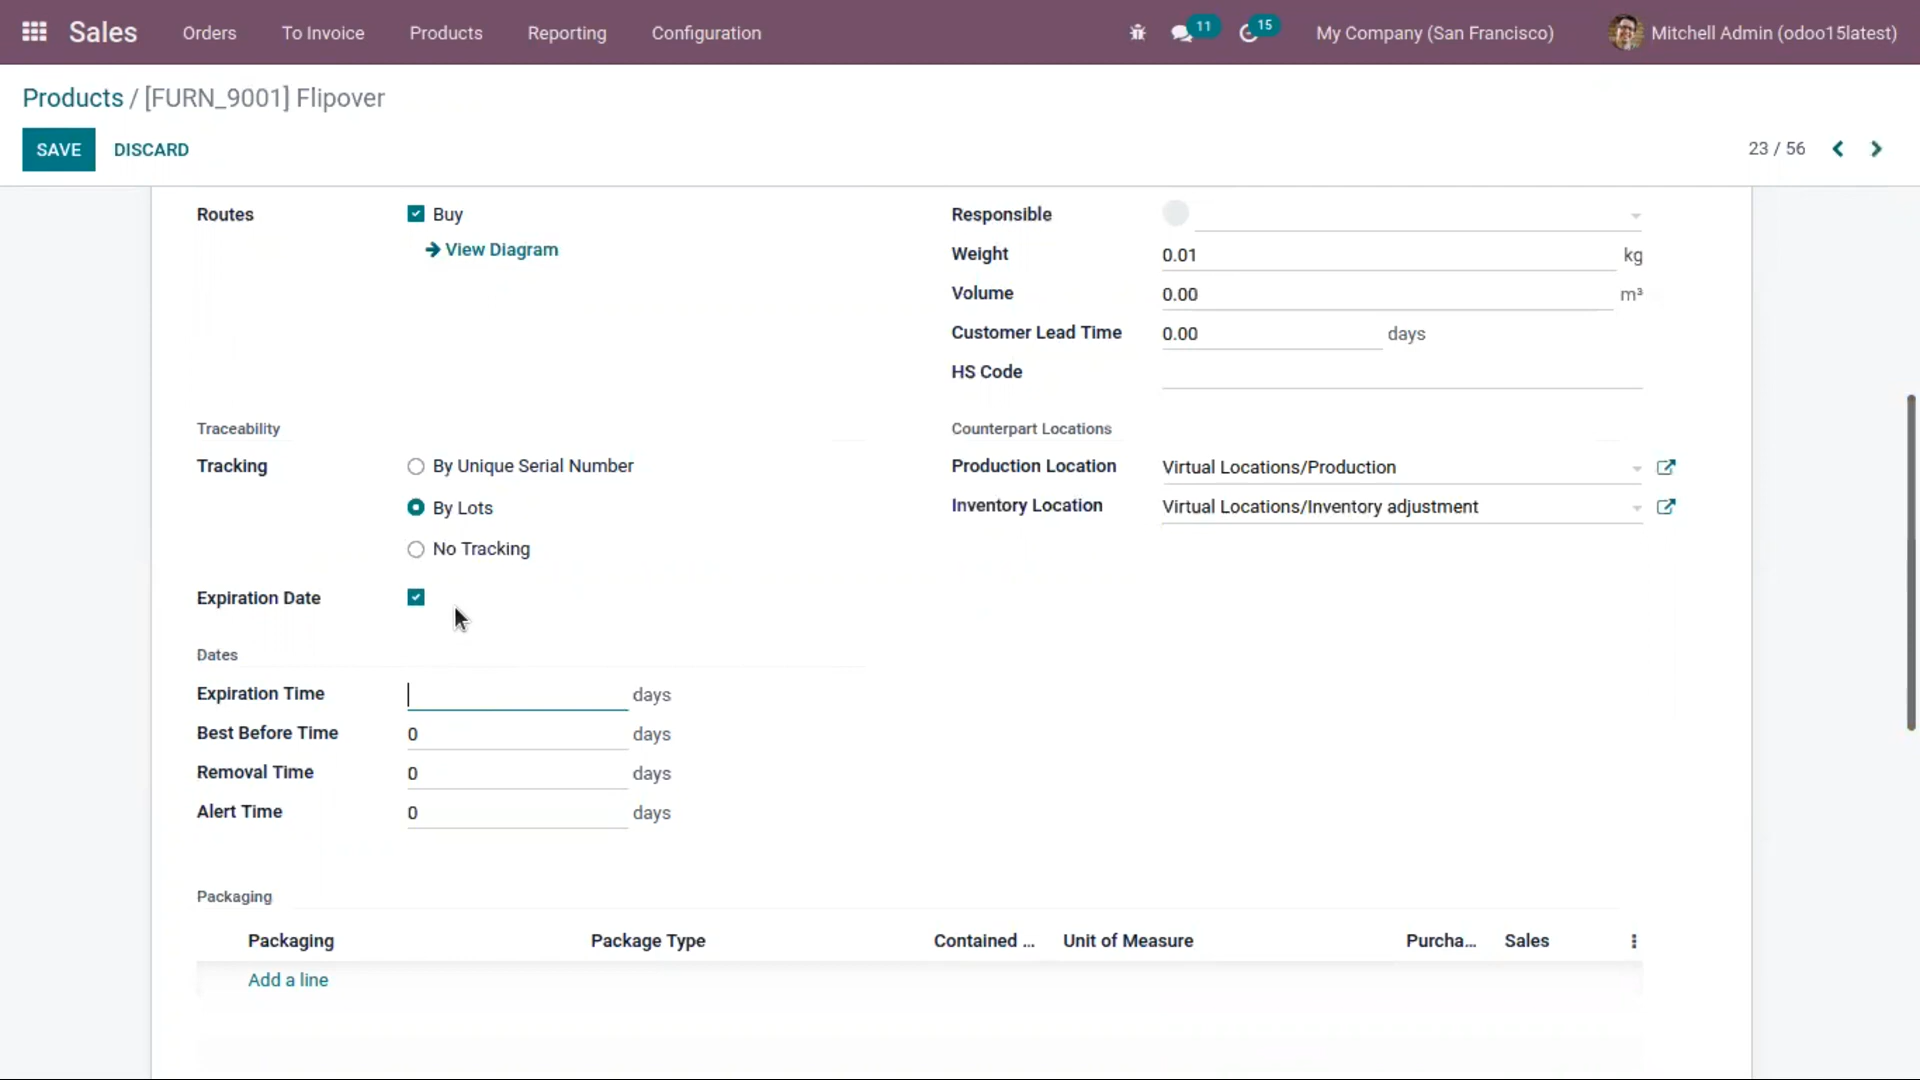 Sales Orders To Invoice Products Reporting Configuration 11 15 My Company (San Francisco) Mitchell Admin (odoo15latest)
Products / [FURN_9001] Flipover
SAVE DISCARD 23 / 56
Routes Buy Responsible
View Diagram
Weight 0.01 kg
Volume 0.00 m³
Customer Lead Time 0.00 days
HS Code
Traceability Counterpart Locations
Tracking By Unique Serial Number Production Location Virtual Locations/Production
By Lots Inventory Location Virtual Locations/Inventory adjustment
No Tracking
Expiration Date
Dates
Expiration Time days
Best Before Time 0 days
Removal Time 0 days
Alert Time 0 days
Packaging
Packaging Package Type Contained ... Unit of Measure Purcha... Sales
Add a line